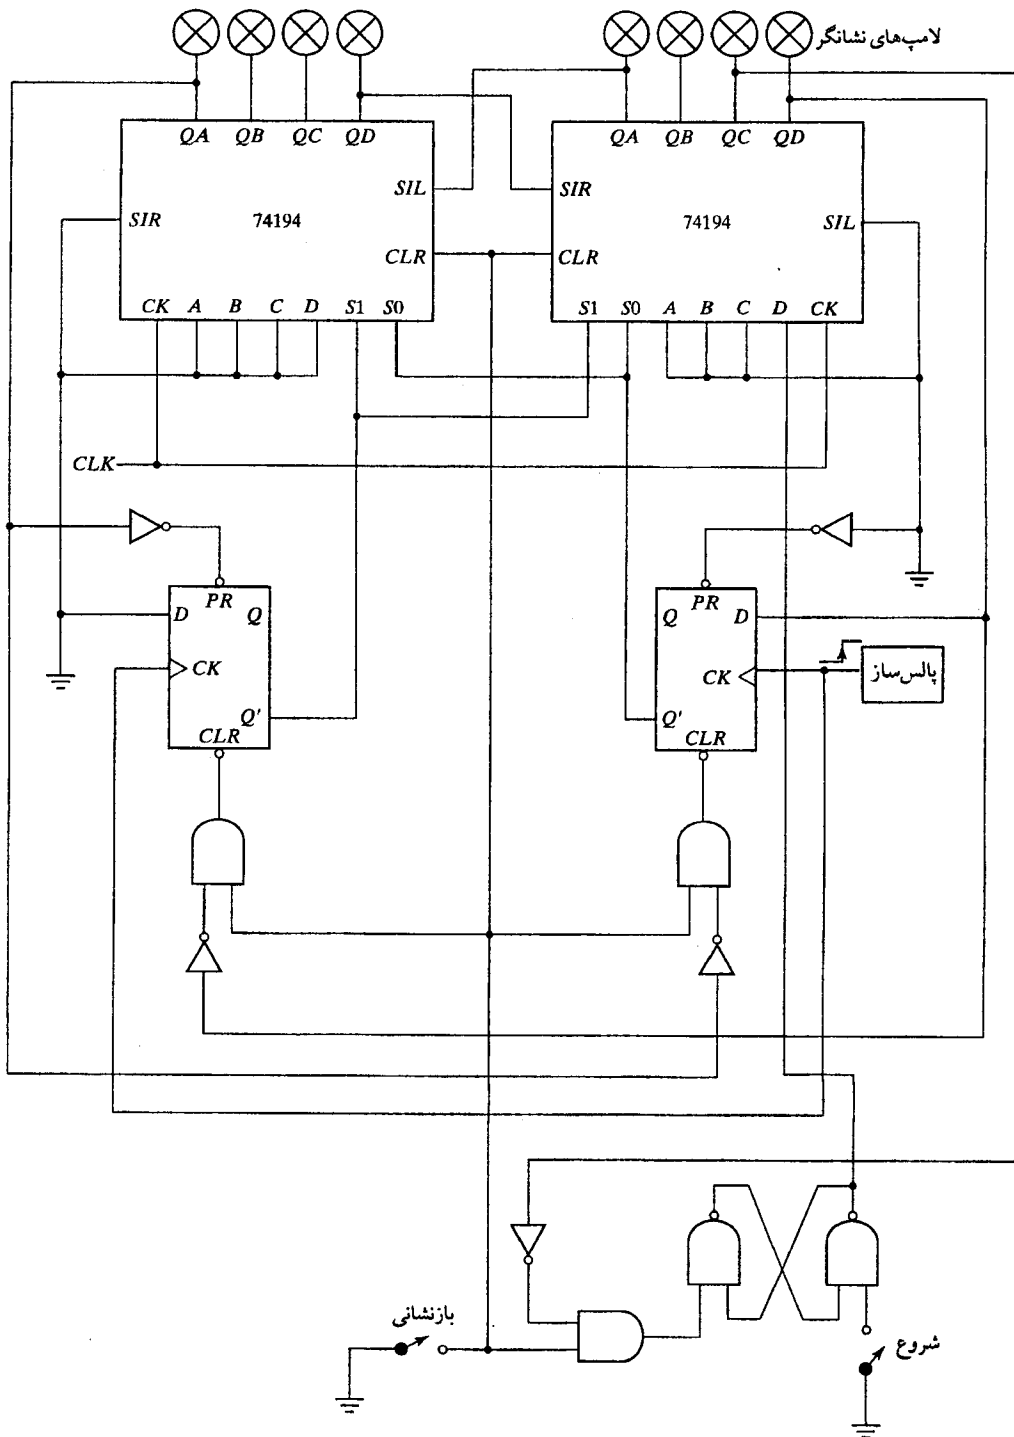 لامپ‌های نشانگر
QA QB QC QD
QA QB QC QD
SIL
SIR
SIR
74194
74194
SIL
CLR
CLR
CK A B C D S1 S0
S1 S0 A B C D CK
CLK
PR
PR
D Q
Q D
CK
CK
پالس‌ساز
Q'
Q'
CLR
CLR
بازنشانی
شروع